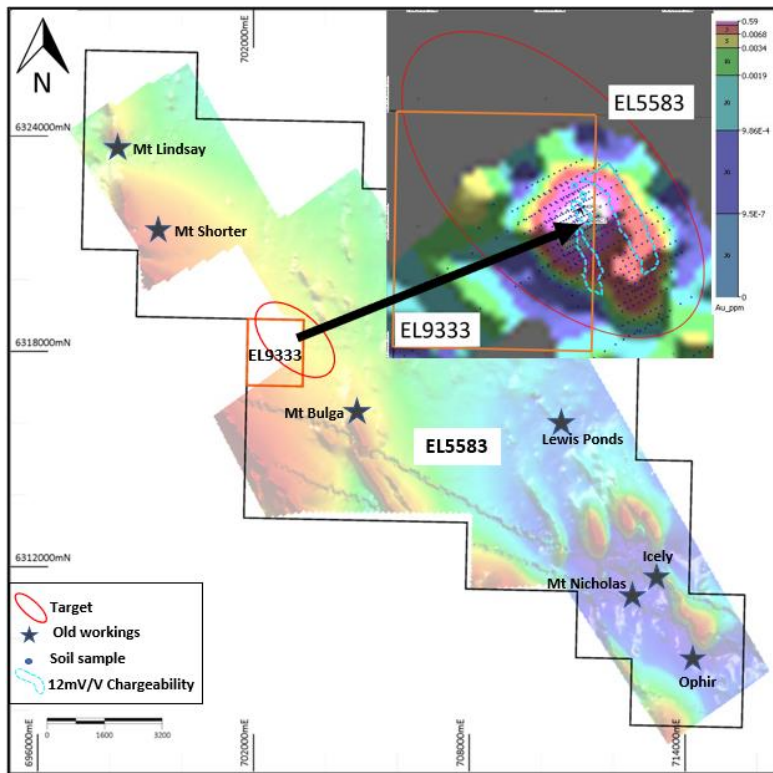 702000mE
0.59
0.0068
0.0034
0.0019
9.86E-4
9.5E-7
0
Au_ppm
N
6324000mN
Mt Lindsay
Mt Shorter
EL5583
EL9333
6318000mN
EL9333
Mt Bulga
EL5583
Lewis Ponds
6312000mN
Icely
Mt Nicholas
Ophir
Target
Old workings
Soil sample
12mV/V Chargeability
0 1600 3200
696000mE
702000mE
708000mE
714000mE